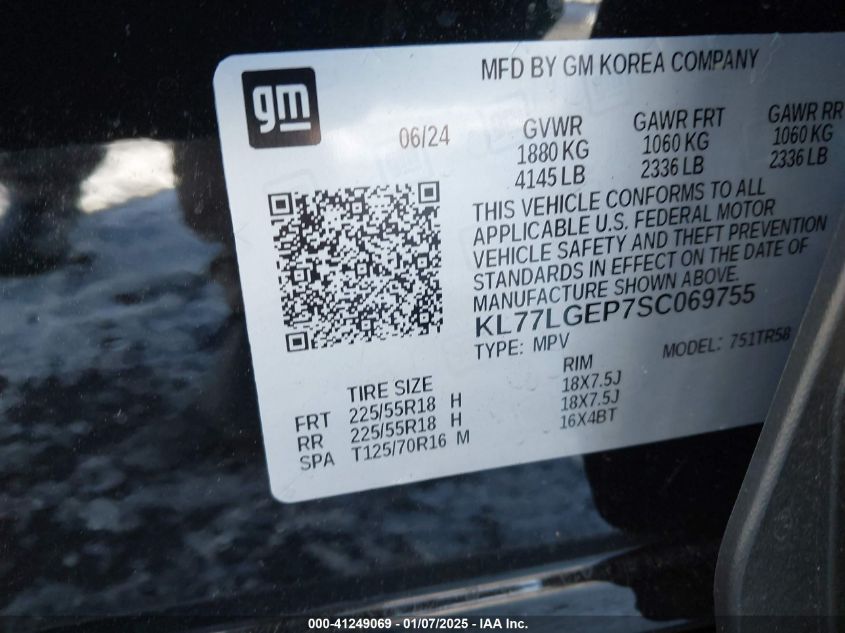 MFD BY GM KOREA COMPANY
gm
06/24
GVWR
1880 KG
4145 LB
GAWR FRT
1060 KG
2336 LB
GAWR RR
1060 KG
2336 LB
THIS VEHICLE CONFORMS TO ALL
APPLICABLE U.S. FEDERAL MOTOR
VEHICLE SAFETY AND THEFT PREVENTION
STANDARDS IN EFFECT ON THE DATE OF
MANUFACTURE SHOWN ABOVE.
KL77LGEP7SC069755
TYPE: MPV
MODEL: 751TR58
TIRE SIZE
RIM
FRT 225/55R18 H 18X7.5J
RR 225/55R18 H 18X7.5J
SPA T125/70R16 M 16X4BT
000-41249069 - 01/07/2025 - IAA Inc.